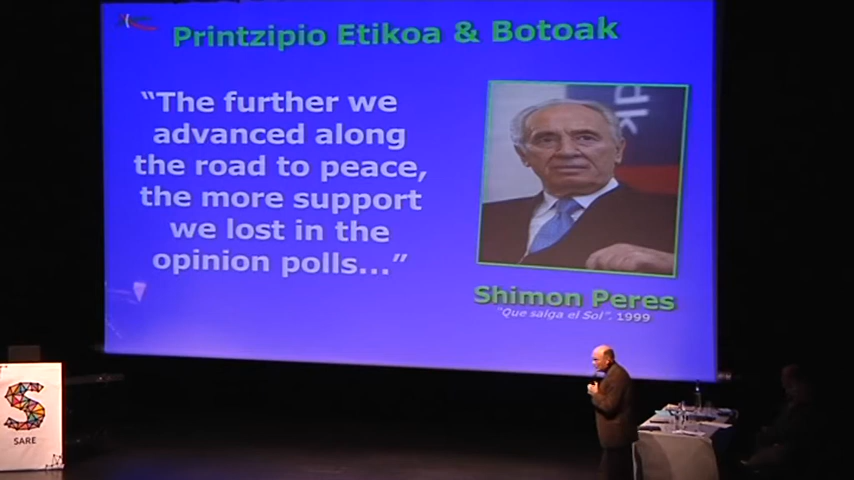 Printzipio Etikoa & Botoak
“The further we
advanced along
the road to peace,
the more support
we lost in the
opinion polls...”
dk
Shimon Peres
"Que salga el Sol". 1999
S
SARE